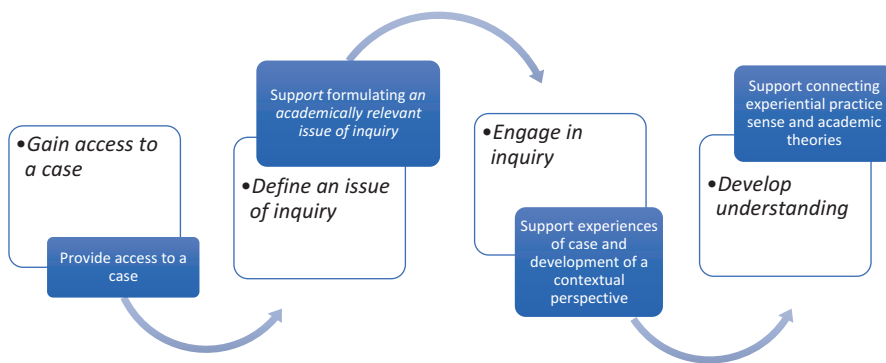 •Gain access to
a case
Provide access to a
case
Support formulating an
academically relevant
issue of inquiry
•Define an issue
of inquiry
•Engage in
inquiry
Support experiences
of case and
development of a
contextual
perspective
Support connecting
experiential practice
sense and academic
theories
•Develop
understanding